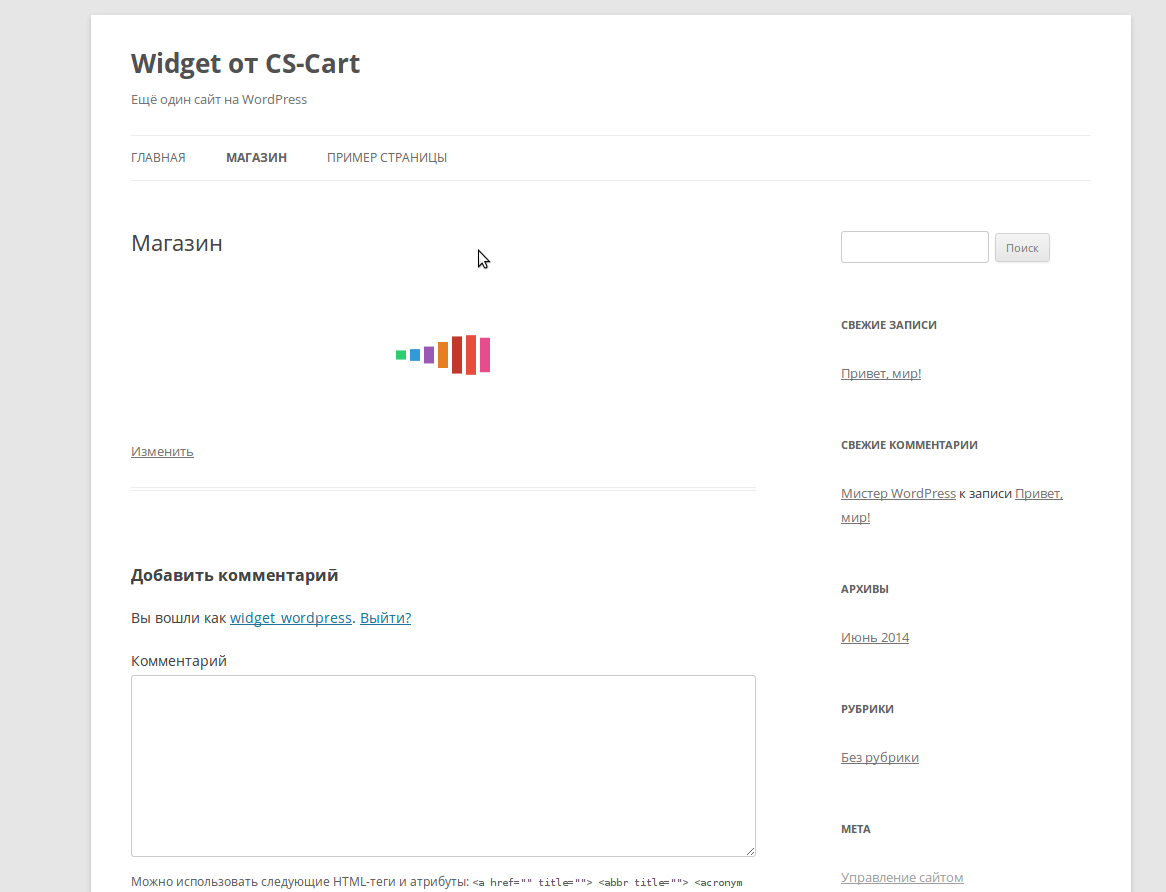 Widget от CS-Cart
Ещё один сайт на WordPress
ГЛАВНАЯ МАГАЗИН ПРИМЕР СТРАНИЦЫ
Магазин
Изменить
Добавить комментарий
Вы вошли как widget_wordpress. Выйти?
Комментарий
Можно использовать следующие HTML-теги и атрибуты: <a href="" title=""> <abbr title=""> <acronym
Поиск
СВЕЖИЕ ЗАПИСИ
Привет, мир!
СВЕЖИЕ КОММЕНТАРИИ
Мистер WordPress к записи Привет,
мир!
АРХИВЫ
Июнь 2014
РУБРИКИ
Без рубрики
МЕТА
Управление сайтом